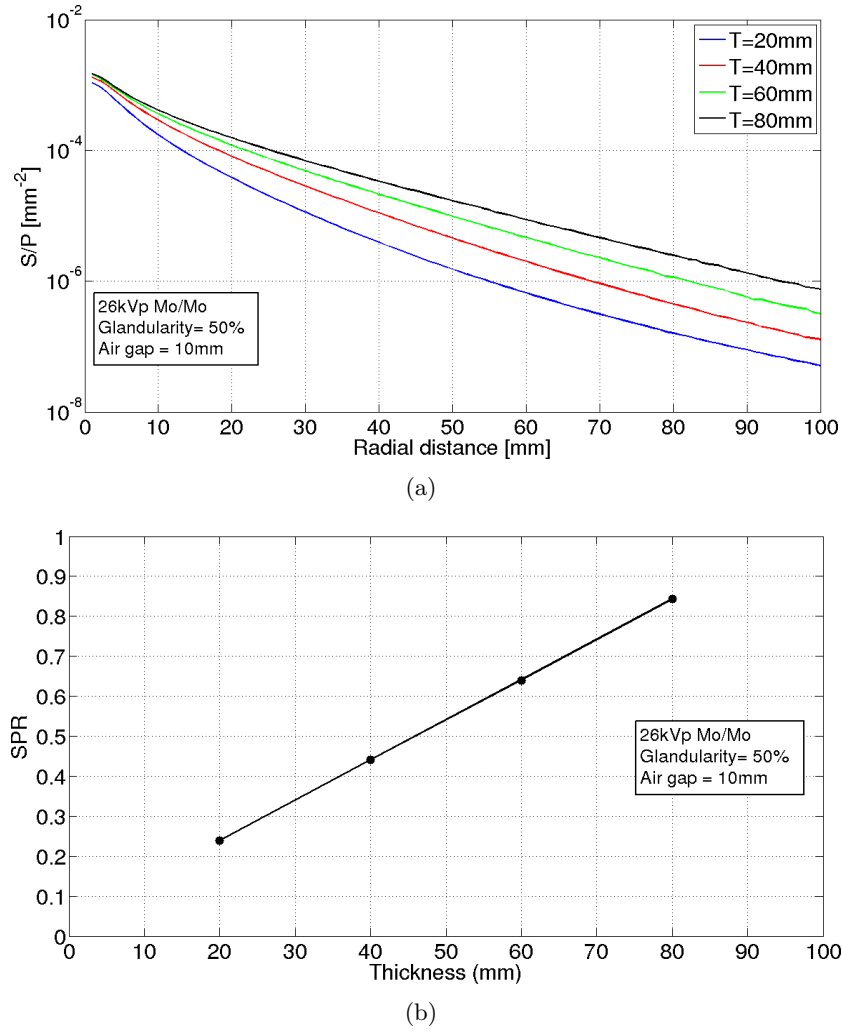 10^-2
10^-4
10^-6
10^-8
S/P [mm^-2]
T=20mm
T=40mm
T=60mm
T=80mm
26kVp Mo/Mo
Glandularity= 50%
Air gap = 10mm
0 10 20 30 40 50 60 70 80 90 100
Radial distance [mm]
(a)
1
0.9
0.8
0.7
0.6
0.5
0.4
0.3
0.2
0.1
0
SPR
26kVp Mo/Mo
Glandularity= 50%
Air gap = 10mm
0 10 20 30 40 50 60 70 80 90 100
Thickness (mm)
(b)